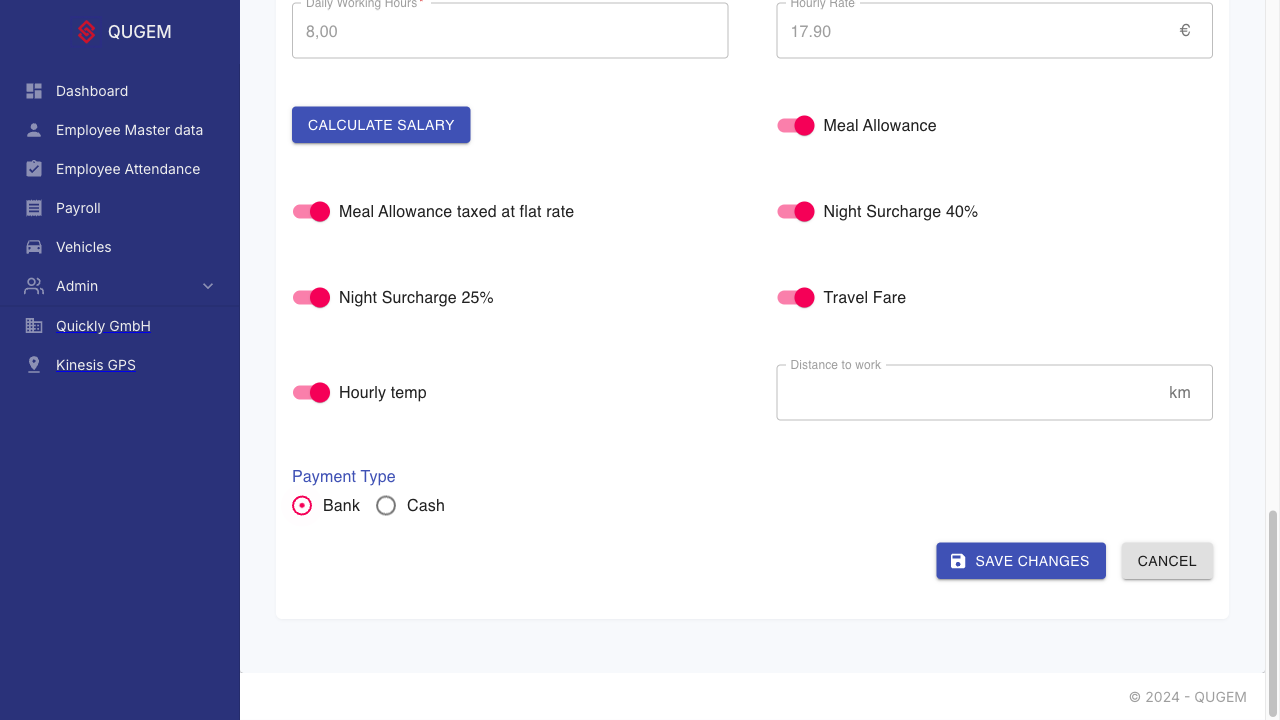 QUGEM
Dashboard
Employee Master data
Employee Attendance
Payroll
Vehicles
Admin
Quickly GmbH
Kinesis GPS
Daily Working Hours*
8,00
Hourly Rate
17.90 €
CALCULATE SALARY
Meal Allowance
Meal Allowance taxed at flat rate
Night Surcharge 40%
Night Surcharge 25%
Travel Fare
Hourly temp
Distance to work
km
Payment Type
Bank Cash
SAVE CHANGES CANCEL
© 2024 - QUGEM